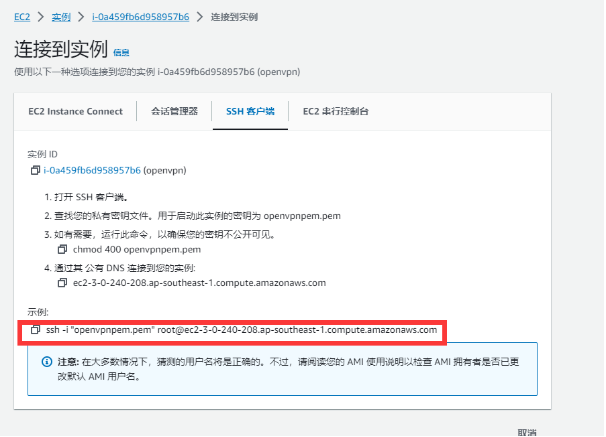 EC2 > 实例 > i-0a459fb6d958957b6 > 连接到实例
连接到实例 信息
使用以下一种选项连接到您的实例 i-0a459fb6d958957b6 (openvpn)
EC2 Instance Connect 会话管理器 SSH 客户端 EC2 串行控制台
实例 ID
i-0a459fb6d958957b6 (openvpn)
1. 打开 SSH 客户端。
2. 查找您的私有密钥文件。用于启动此实例的密钥为 openvpnpem.pem
3. 如有需要，运行此命令，以确保您的密钥不公开可见。
chmod 400 openvpnpem.pem
4. 通过其 公有 DNS 连接到您的实例:
ec2-3-0-240-208.ap-southeast-1.compute.amazonaws.com
示例:
ssh -i "openvpnpem.pem" root@ec2-3-0-240-208.ap-southeast-1.compute.amazonaws.com
注意: 在大多数情况下，猜测的用户名将是正确的。不过，请阅读您的 AMI 使用说明以检查 AMI 拥有者是否已更
改默认 AMI 用户名。
取消